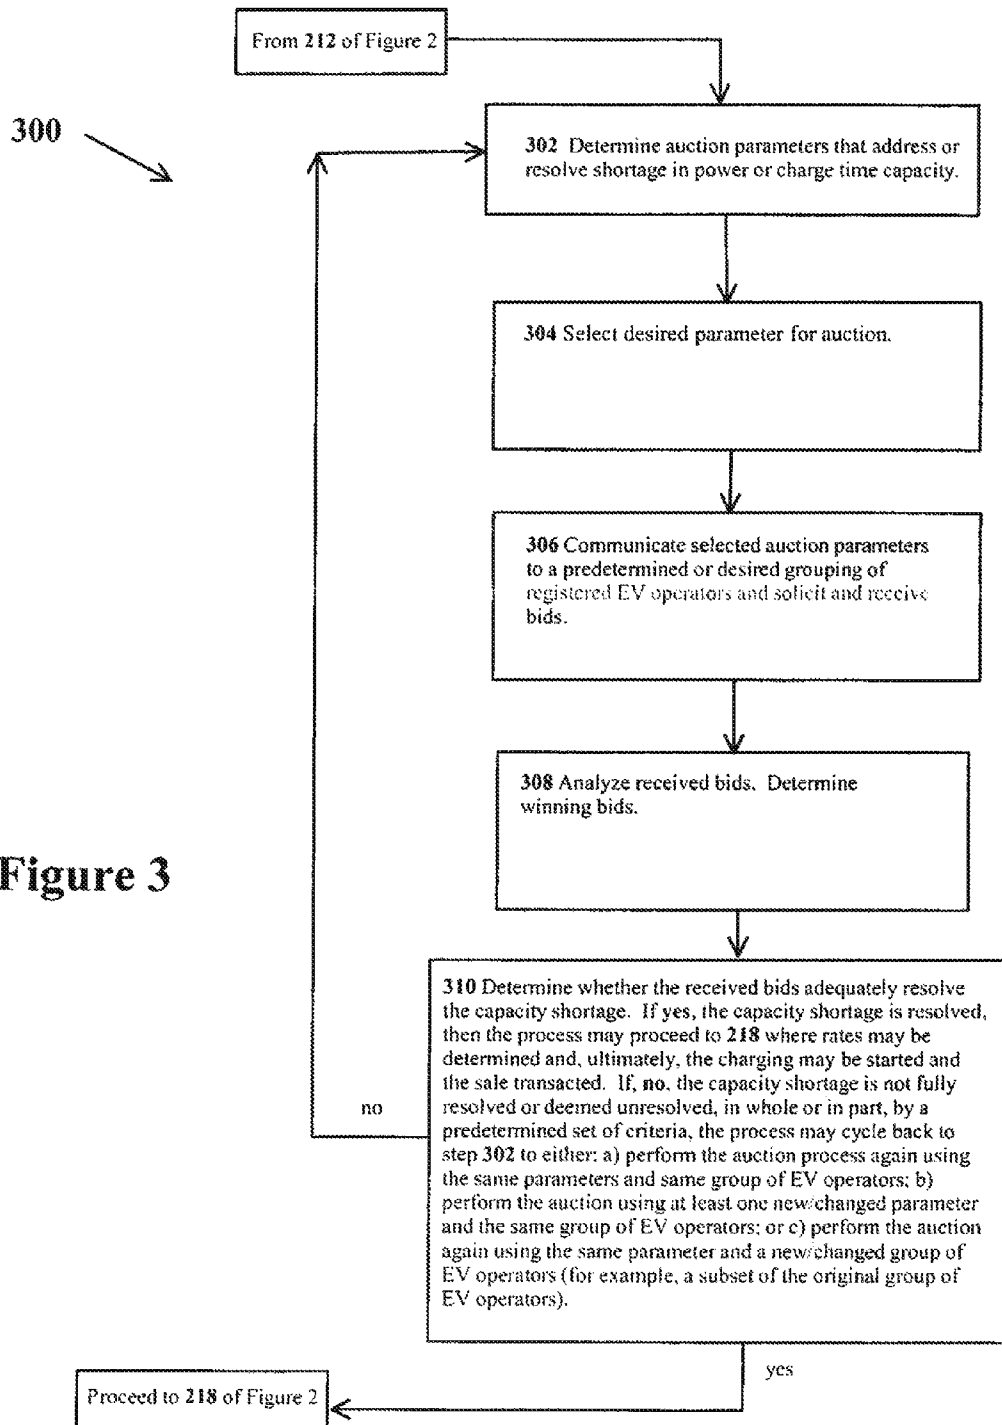 From 212 of Figure 2
300
302 Determine auction parameters that address or
resolve shortage in power or charge time capacity.
304 Select desired parameter for auction.
306 Communicate selected auction parameters
to a predetermined or desired grouping of
registered EV operators and solicit and receive
bids.
308 Analyze received bids. Determine
winning bids.
Figure 3
310 Determine whether the received bids adequately resolve
the capacity shortage. If yes, the capacity shortage is resolved,
then the process may proceed to 218 where rates may be
determined and, ultimately, the charging may be started and
the sale transacted. If, no, the capacity shortage is not fully
resolved or deemed unresolved, in whole or in part, by a
predetermined set of criteria, the process may cycle back to
step 302 to either: a) perform the auction process again using
the same parameters and same group of EV operators; b)
perform the auction using at least one new/changed parameter
and the same group of EV operators; or c) perform the auction
again using the same parameter and a new/changed group of
EV operators (for example, a subset of the original group of
EV operators).
no
yes
Proceed to 218 of Figure 2